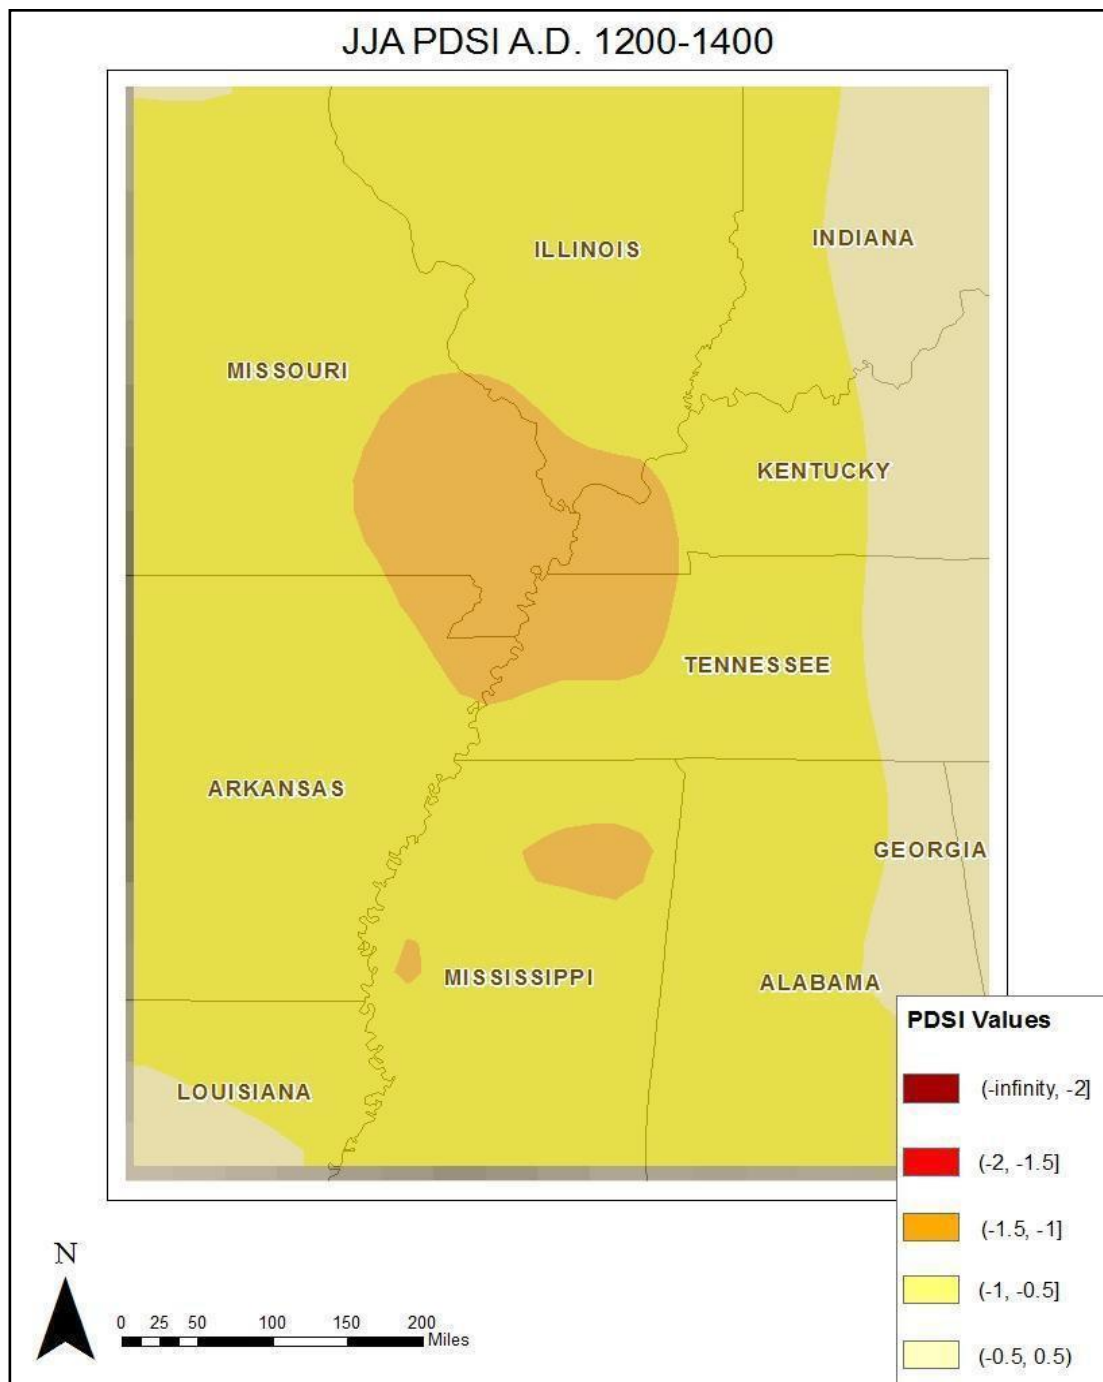 JJA PDSI A.D. 1200-1400
ILLINOIS
INDIANA
MISSOURI
KENTUCKY
TENNESSEE
ARKANSAS
GEORGIA
MISSISSIPPI
ALABAMA
LOUISIANA
PDSI Values
(-infinity, -2]
(-2, -1.5]
(-1.5, -1]
(-1, -0.5]
(-0.5, 0.5)
N
0 25 50 100 150 200
Miles